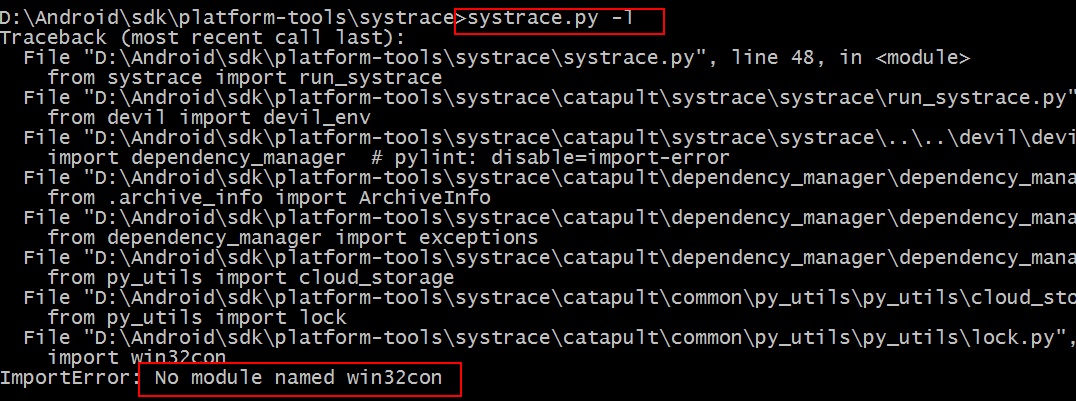 D:\Android\sdk\platform-tools\systrace>systrace.py -l
Traceback (most recent call last):
  File "D:\Android\sdk\platform-tools\systrace\systrace.py", line 48, in <module>
    from systrace import run_systrace
  File "D:\Android\sdk\platform-tools\systrace\catapult\systrace\systrace\run_systrace.py"
    from devil import devil_env
  File "D:\Android\sdk\platform-tools\systrace\catapult\systrace\systrace\..\..\devil\devi
    import dependency_manager  # pylint: disable=import-error
  File "D:\Android\sdk\platform-tools\systrace\catapult\dependency_manager\dependency_mana
    from .archive_info import ArchiveInfo
  File "D:\Android\sdk\platform-tools\systrace\catapult\dependency_manager\dependency_mana
    from dependency_manager import exceptions
  File "D:\Android\sdk\platform-tools\systrace\catapult\dependency_manager\dependency_mana
    from py_utils import cloud_storage
  File "D:\Android\sdk\platform-tools\systrace\catapult\common\py_utils\py_utils\cloud_sto
    from py_utils import lock
  File "D:\Android\sdk\platform-tools\systrace\catapult\common\py_utils\py_utils\lock.py",
    import win32con
ImportError: No module named win32con